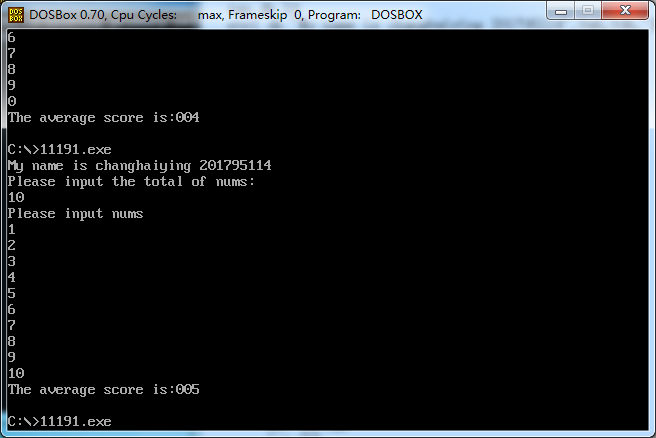 DOS
BOX
DOSBox 0.70, Cpu Cycles: max, Frameskip 0, Program: DOSBOX
6
7
8
9
0
The average score is:004
C:\>11191.exe
My name is changhaiying 201795114
Please input the total of nums:
10
Please input nums
1
2
3
4
5
6
7
8
9
10
The average score is:005
C:\>11191.exe